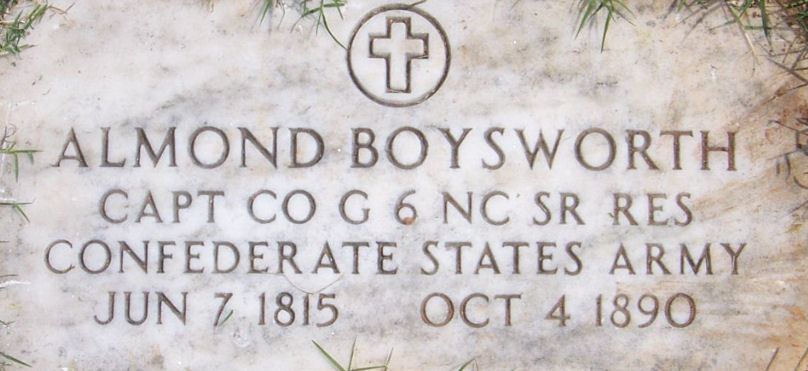 ALMOND BOYSWORTH
CAPT CO G 6 NC SR RES
CONFEDERATE STATES ARMY
JUN 7 1815 OCT 4 1890